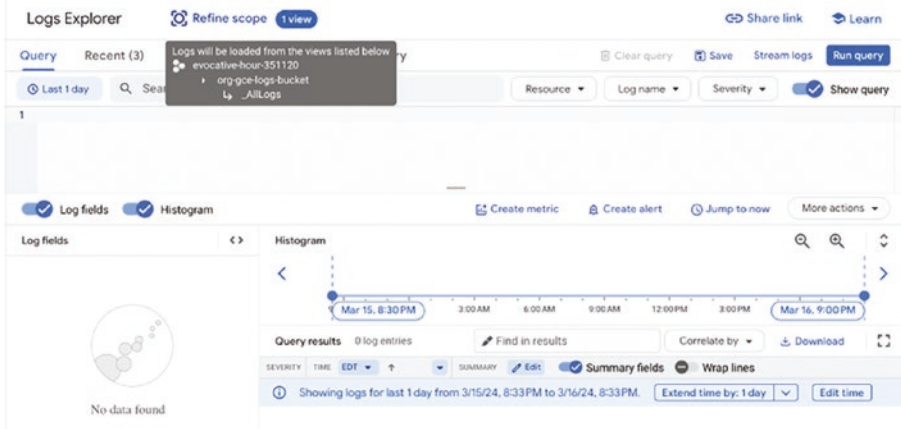 Logs Explorer Refine scope 1 view Share link Learn
Query Recent (3) ry Clear query Save Stream logs Run query
Logs will be loaded from the views listed below
evocative-hour-351120
org-gce-logs-bucket
_AllLogs
Last 1 day Sea Resource Log name Severity Show query
1
Log fields Histogram Create metric Create alert Jump to now More actions
Log fields Histogram
Mar 15, 8:30 PM 3:00 AM 6:00 AM 9:00 AM 12:00 PM 3:00 PM Mar 16, 9:00 PM
Query results 0 log entries Find in results Correlate by Download
SEVERITY TIME EDT SUMMARY Edit Summary fields Wrap lines
Showing logs for last 1 day from 3/15/24, 8:33 PM to 3/16/24, 8:33 PM. Extend time by: 1 day Edit time
No data found